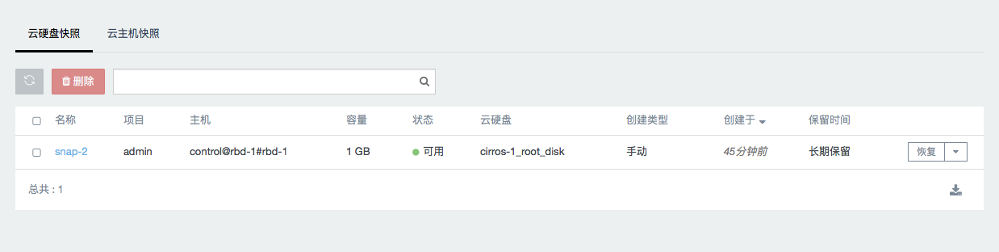 云硬盘快照 云主机快照
删除
名称 项目 主机 容量 状态 云硬盘 创建类型 创建于 保留时间
snap-2 admin control@rbd-1#rbd-1 1 GB 可用 cirros-1_root_disk 手动 45分钟前 长期保留 恢复
总共 : 1